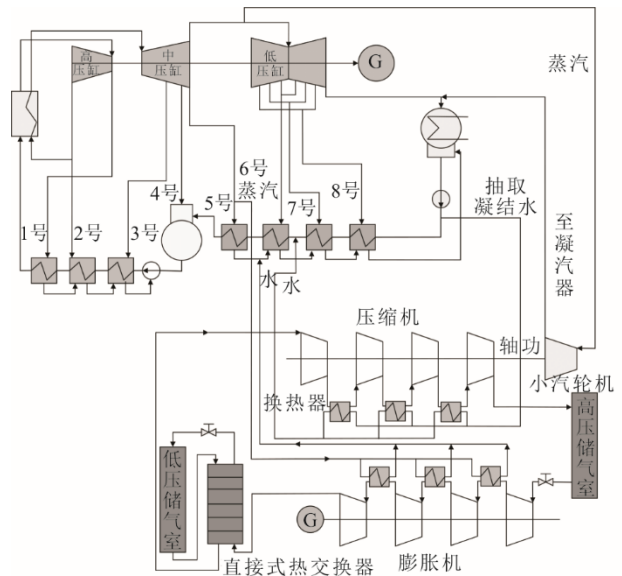 高
压缸
中
压缸
低
压缸
G
蒸汽
1号
2号
3号
4号
5号
6号
蒸汽
7号
8号
抽取
凝结水
至凝汽器
水
水
压缩机
轴功
小汽轮机
换热器
高压储气室
低压储气室
G
膨胀机
直接式热交换器